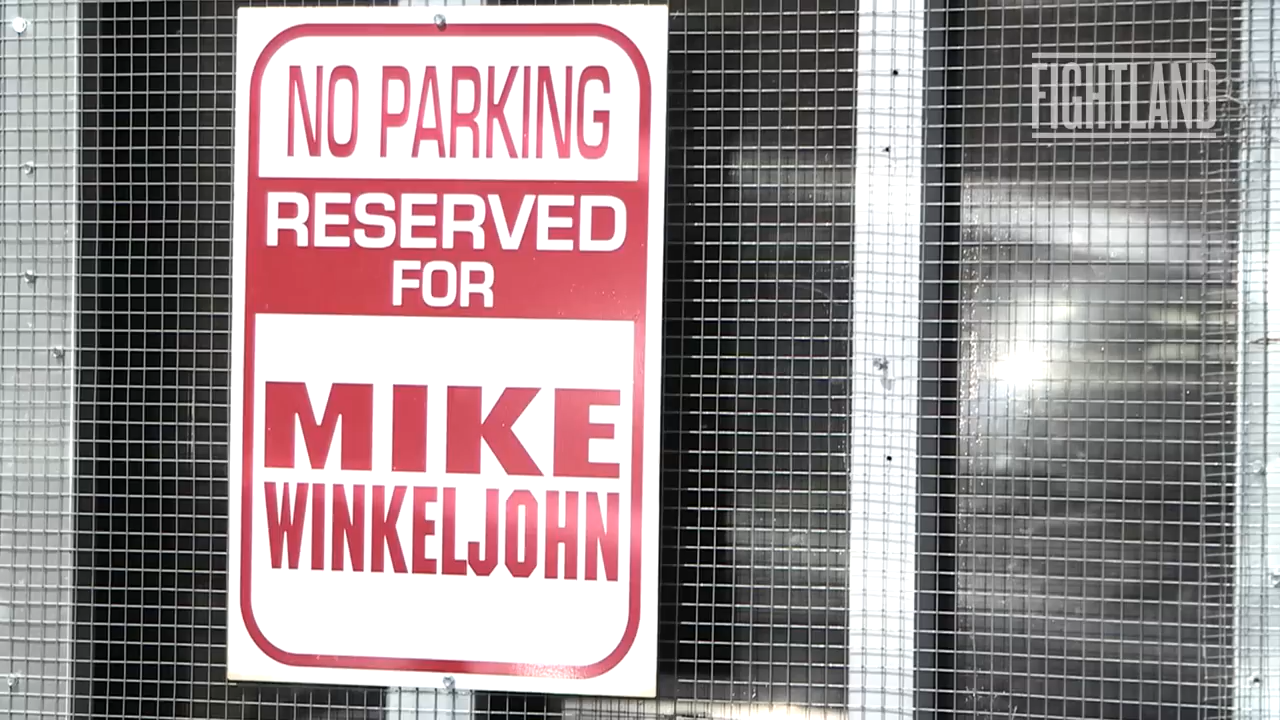 NO PARKING
RESERVED
FOR
MIKE
WINKELJOHN
FIGHTLAND